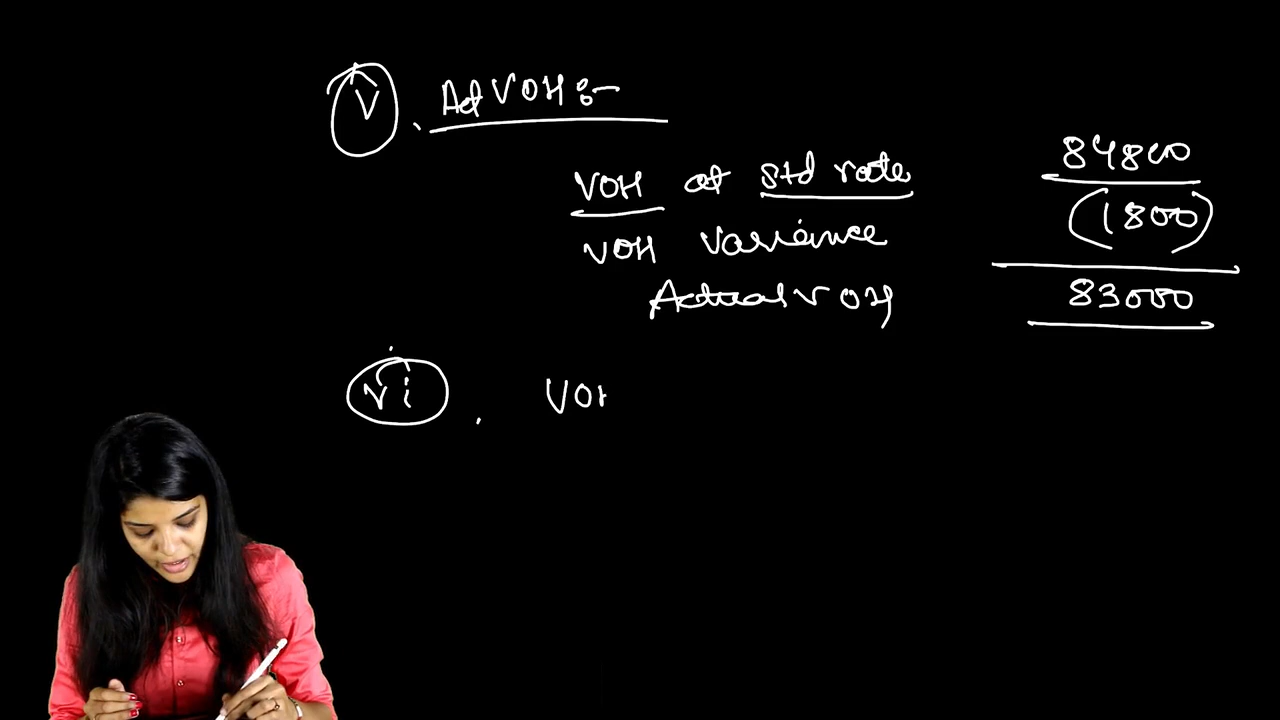 V. Act VOH :-
VOH at Std rate 84800
VOH Variance (1800)
Actual VOH 83000
vi. VOH